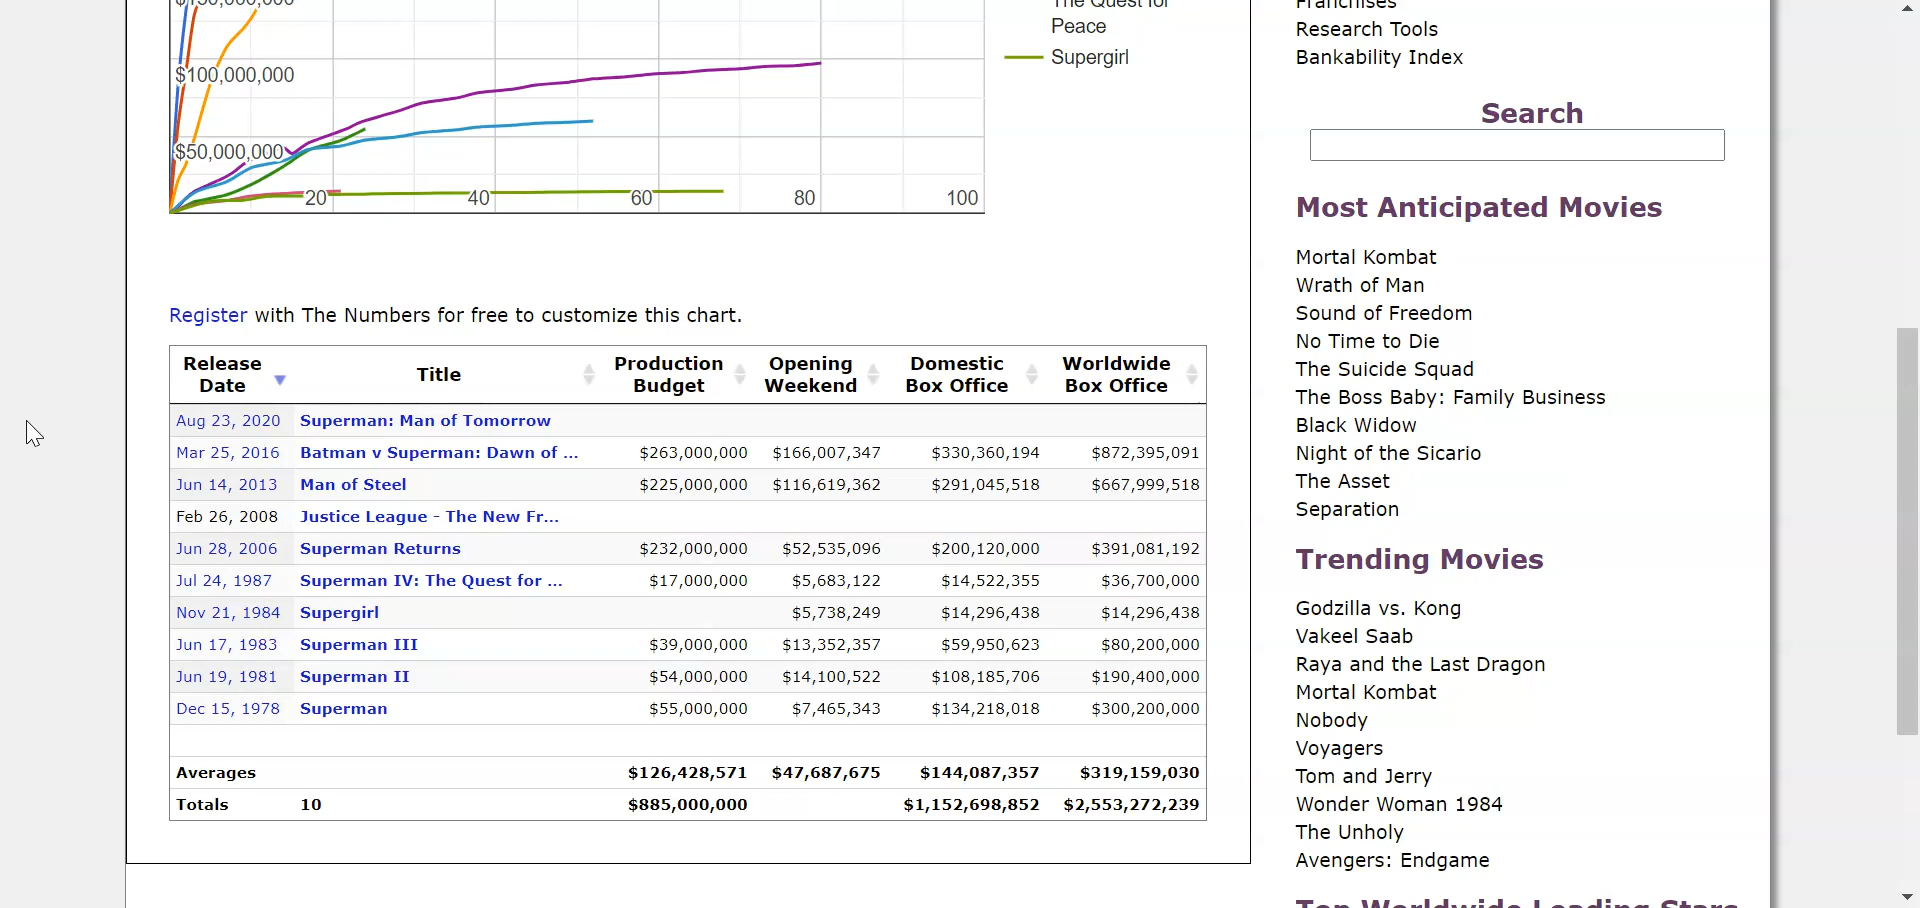 $150,000,000
$100,000,000
$50,000,000
20 40 60 80 100
The Quest for
Peace
Supergirl
Register with The Numbers for free to customize this chart.
Release Date Title Production Budget Opening Weekend Domestic Box Office Worldwide Box Office
Aug 23, 2020 Superman: Man of Tomorrow
Mar 25, 2016 Batman v Superman: Dawn of ... $263,000,000 $166,007,347 $330,360,194 $872,395,091
Jun 14, 2013 Man of Steel $225,000,000 $116,619,362 $291,045,518 $667,999,518
Feb 26, 2008 Justice League - The New Fr...
Jun 28, 2006 Superman Returns $232,000,000 $52,535,096 $200,120,000 $391,081,192
Jul 24, 1987 Superman IV: The Quest for ... $17,000,000 $5,683,122 $14,522,355 $36,700,000
Nov 21, 1984 Supergirl $5,738,249 $14,296,438 $14,296,438
Jun 17, 1983 Superman III $39,000,000 $13,352,357 $59,950,623 $80,200,000
Jun 19, 1981 Superman II $54,000,000 $14,100,522 $108,185,706 $190,400,000
Dec 15, 1978 Superman $55,000,000 $7,465,343 $134,218,018 $300,200,000
Averages $126,428,571 $47,687,675 $144,087,357 $319,159,030
Totals 10 $885,000,000 $1,152,698,852 $2,553,272,239
Franchises
Research Tools
Bankability Index
Search
Most Anticipated Movies
Mortal Kombat
Wrath of Man
Sound of Freedom
No Time to Die
The Suicide Squad
The Boss Baby: Family Business
Black Widow
Night of the Sicario
The Asset
Separation
Trending Movies
Godzilla vs. Kong
Vakeel Saab
Raya and the Last Dragon
Mortal Kombat
Nobody
Voyagers
Tom and Jerry
Wonder Woman 1984
The Unholy
Avengers: Endgame
Top Worldwide Leading Stars